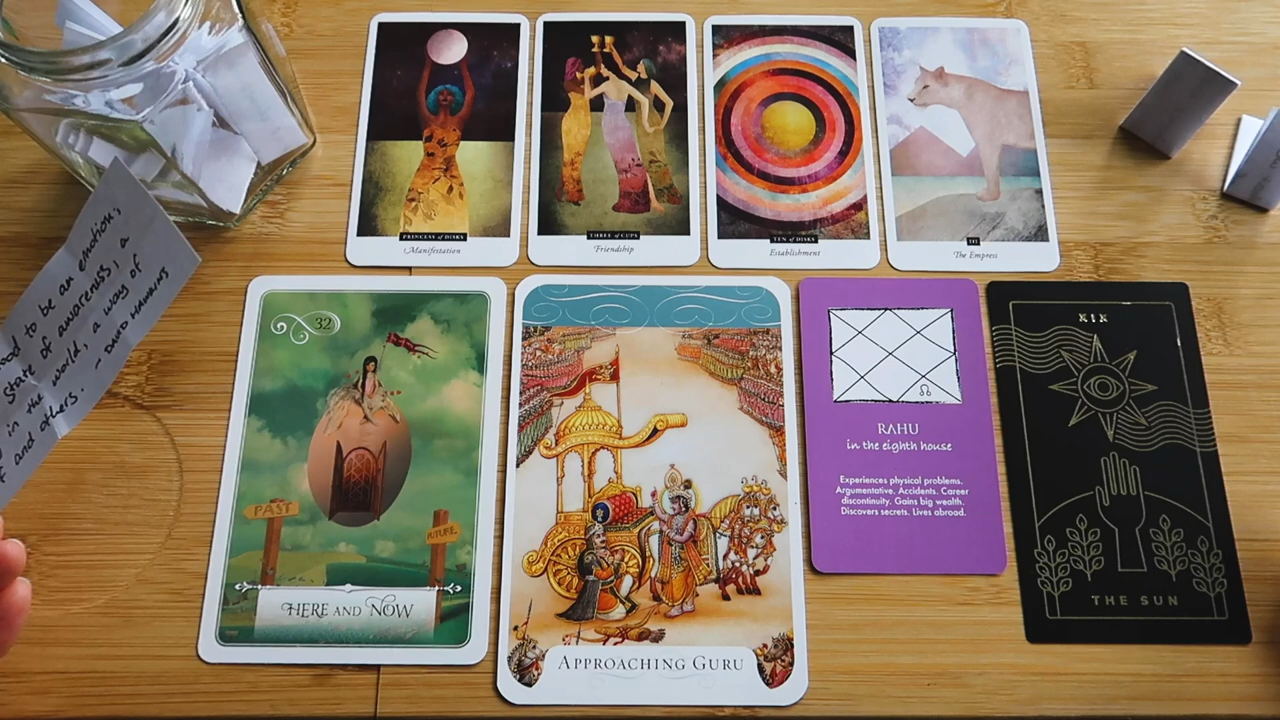 PRINCESS of DISKS
Manifestation
THREE of CUPS
Friendship
TEN of DISKS
Establishment
III
The Empress
ood to be an emotion;
State of awareness, a
in the world, a way of
f and others. - DAVID HAWKINS
32
PAST
FUTURE
HERE AND NOW
APPROACHING GURU
RAHU
in the eighth house
Experiences physical problems.
Argumentative. Accidents. Career
discontinuity. Gains big wealth.
Discovers secrets. Lives abroad.
XIX
THE SUN